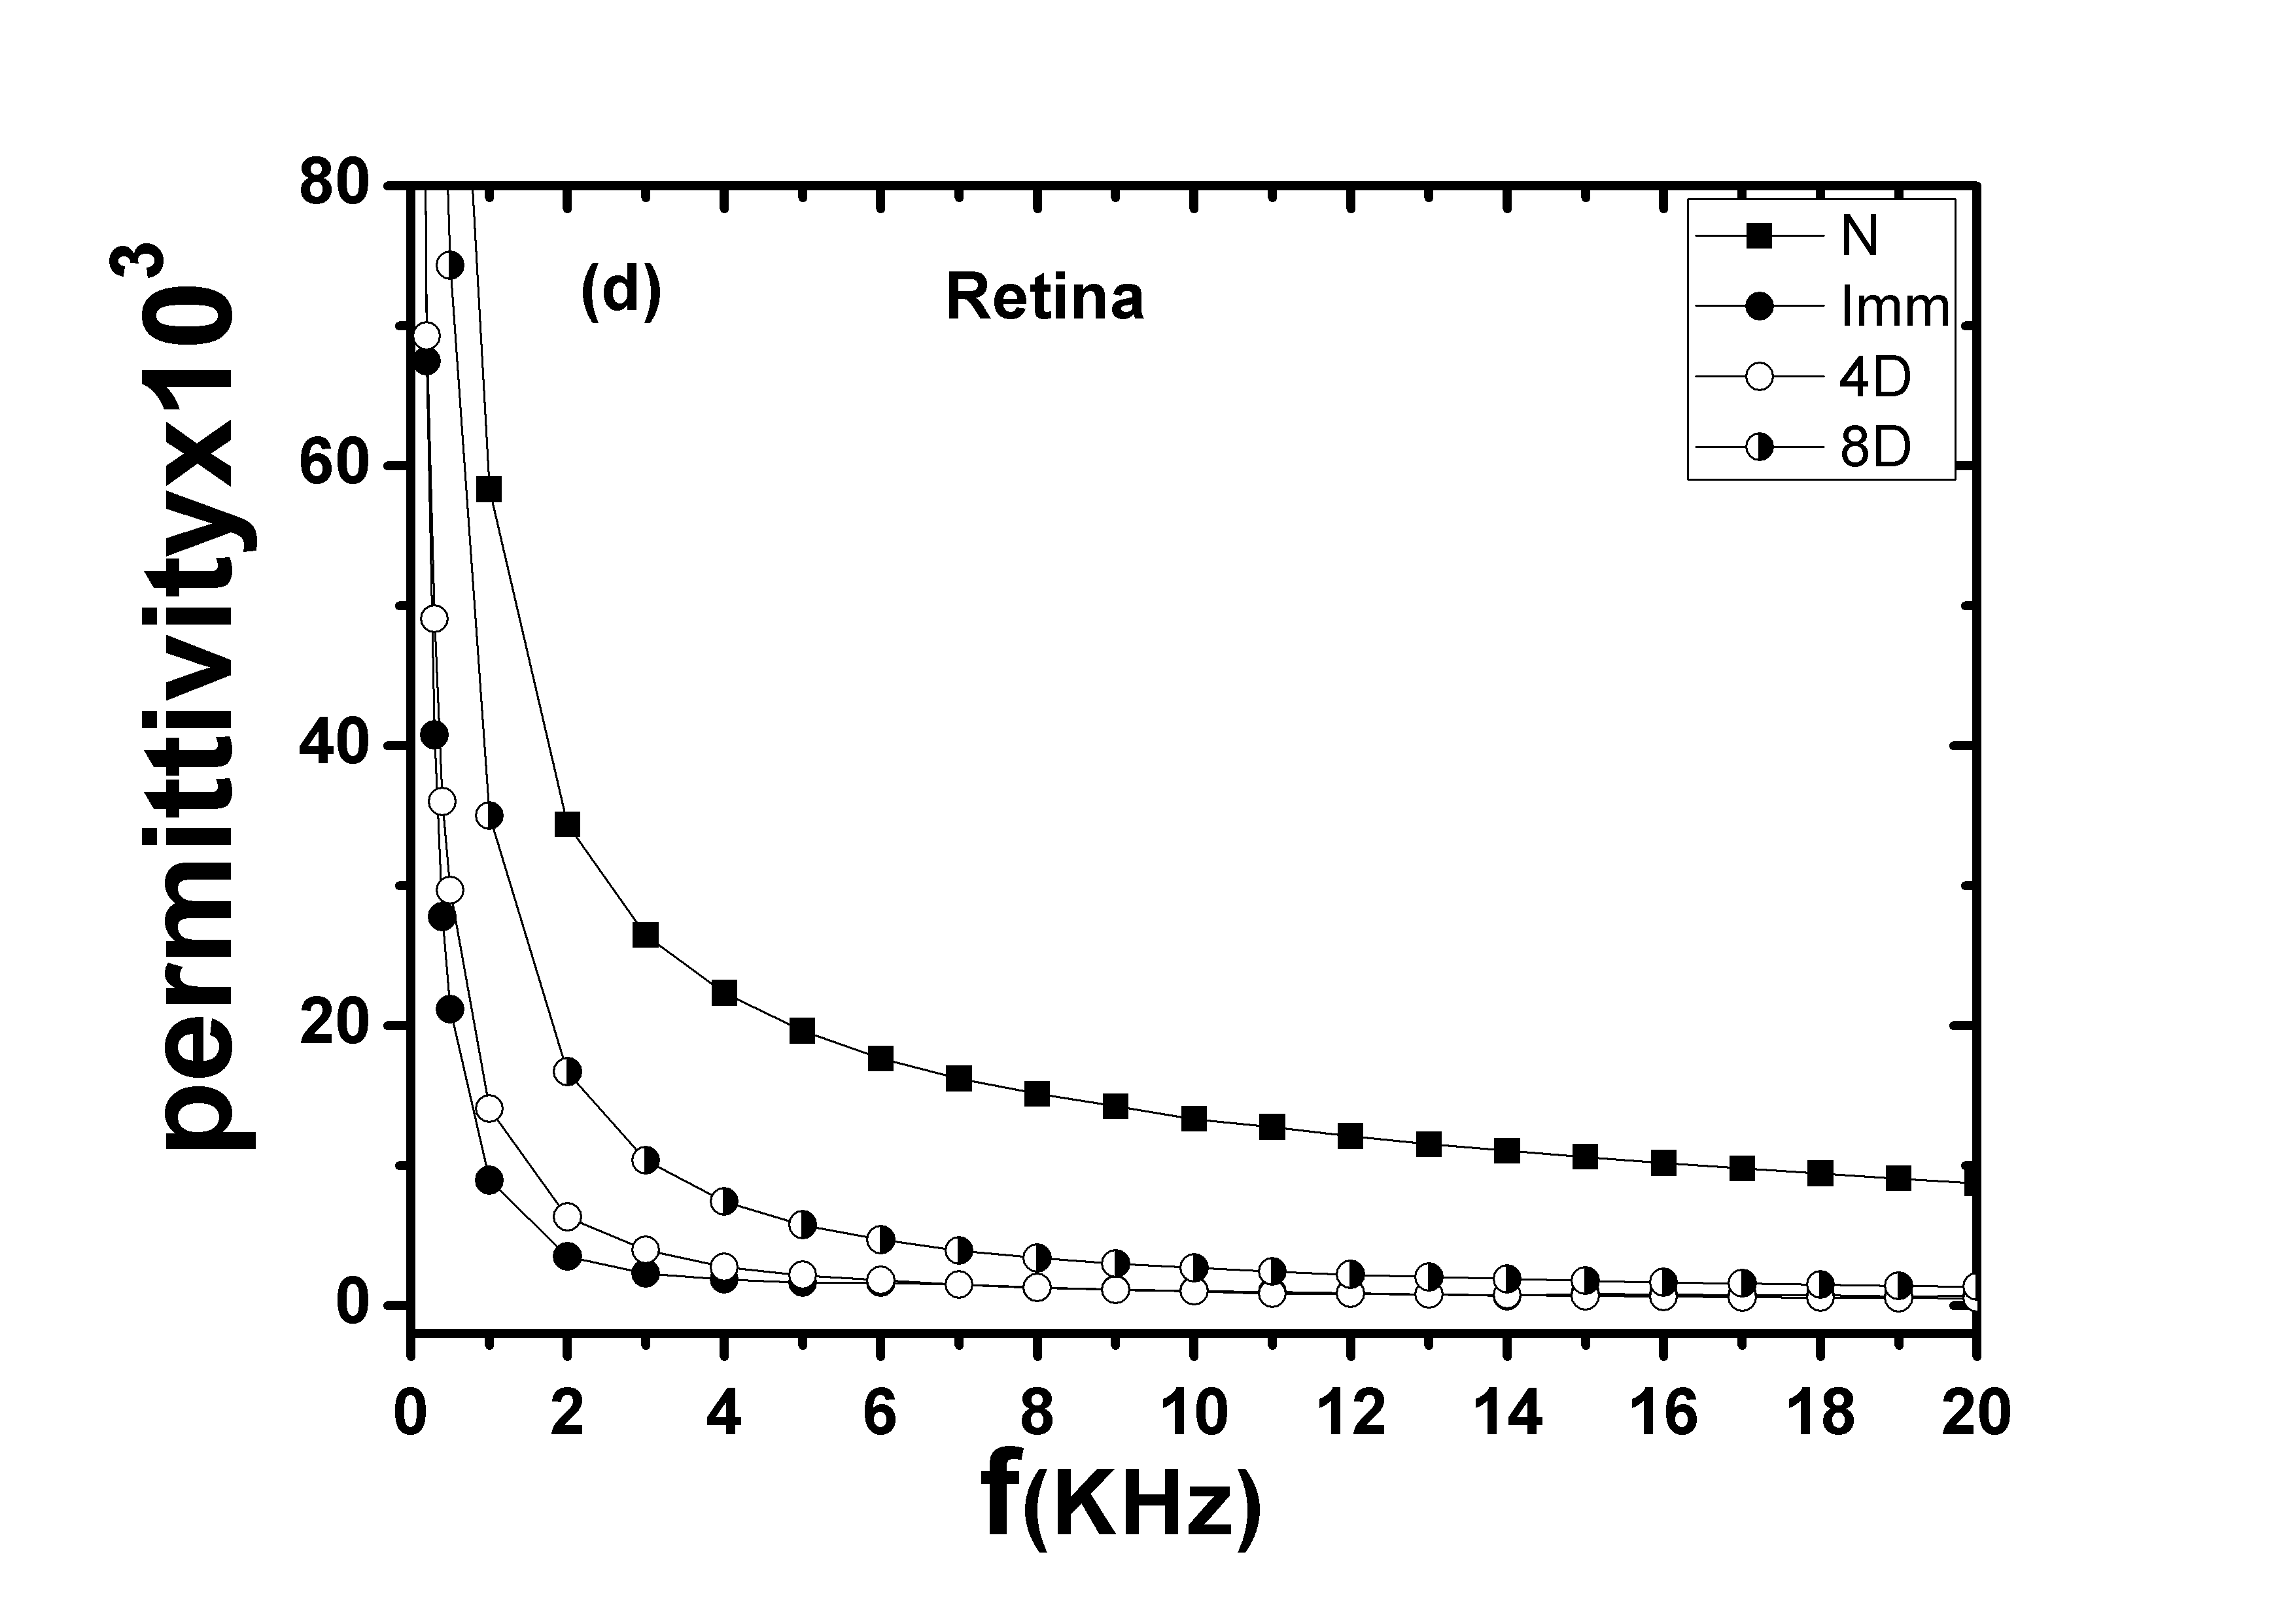 80
60
40
20
0
permittivityx10³
(d)
Retina
N
Imm
4D
8D
0 2 4 6 8 10 12 14 16 18 20
f(KHz)